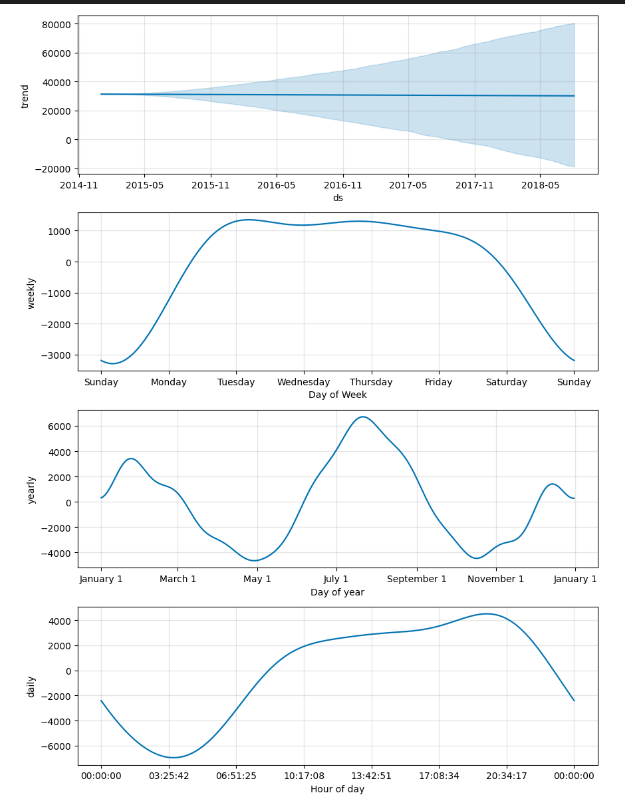 80000
60000
40000
20000
0
−20000
trend
2014-11 2015-05 2015-11 2016-05 2016-11 2017-05 2017-11 2018-05
ds
1000
0
−1000
−2000
−3000
weekly
Sunday Monday Tuesday Wednesday Thursday Friday Saturday Sunday
Day of Week
6000
4000
2000
0
−2000
−4000
yearly
January 1 March 1 May 1 July 1 September 1 November 1 January 1
Day of year
4000
2000
0
−2000
−4000
−6000
daily
00:00:00 03:25:42 06:51:25 10:17:08 13:42:51 17:08:34 20:34:17 00:00:00
Hour of day